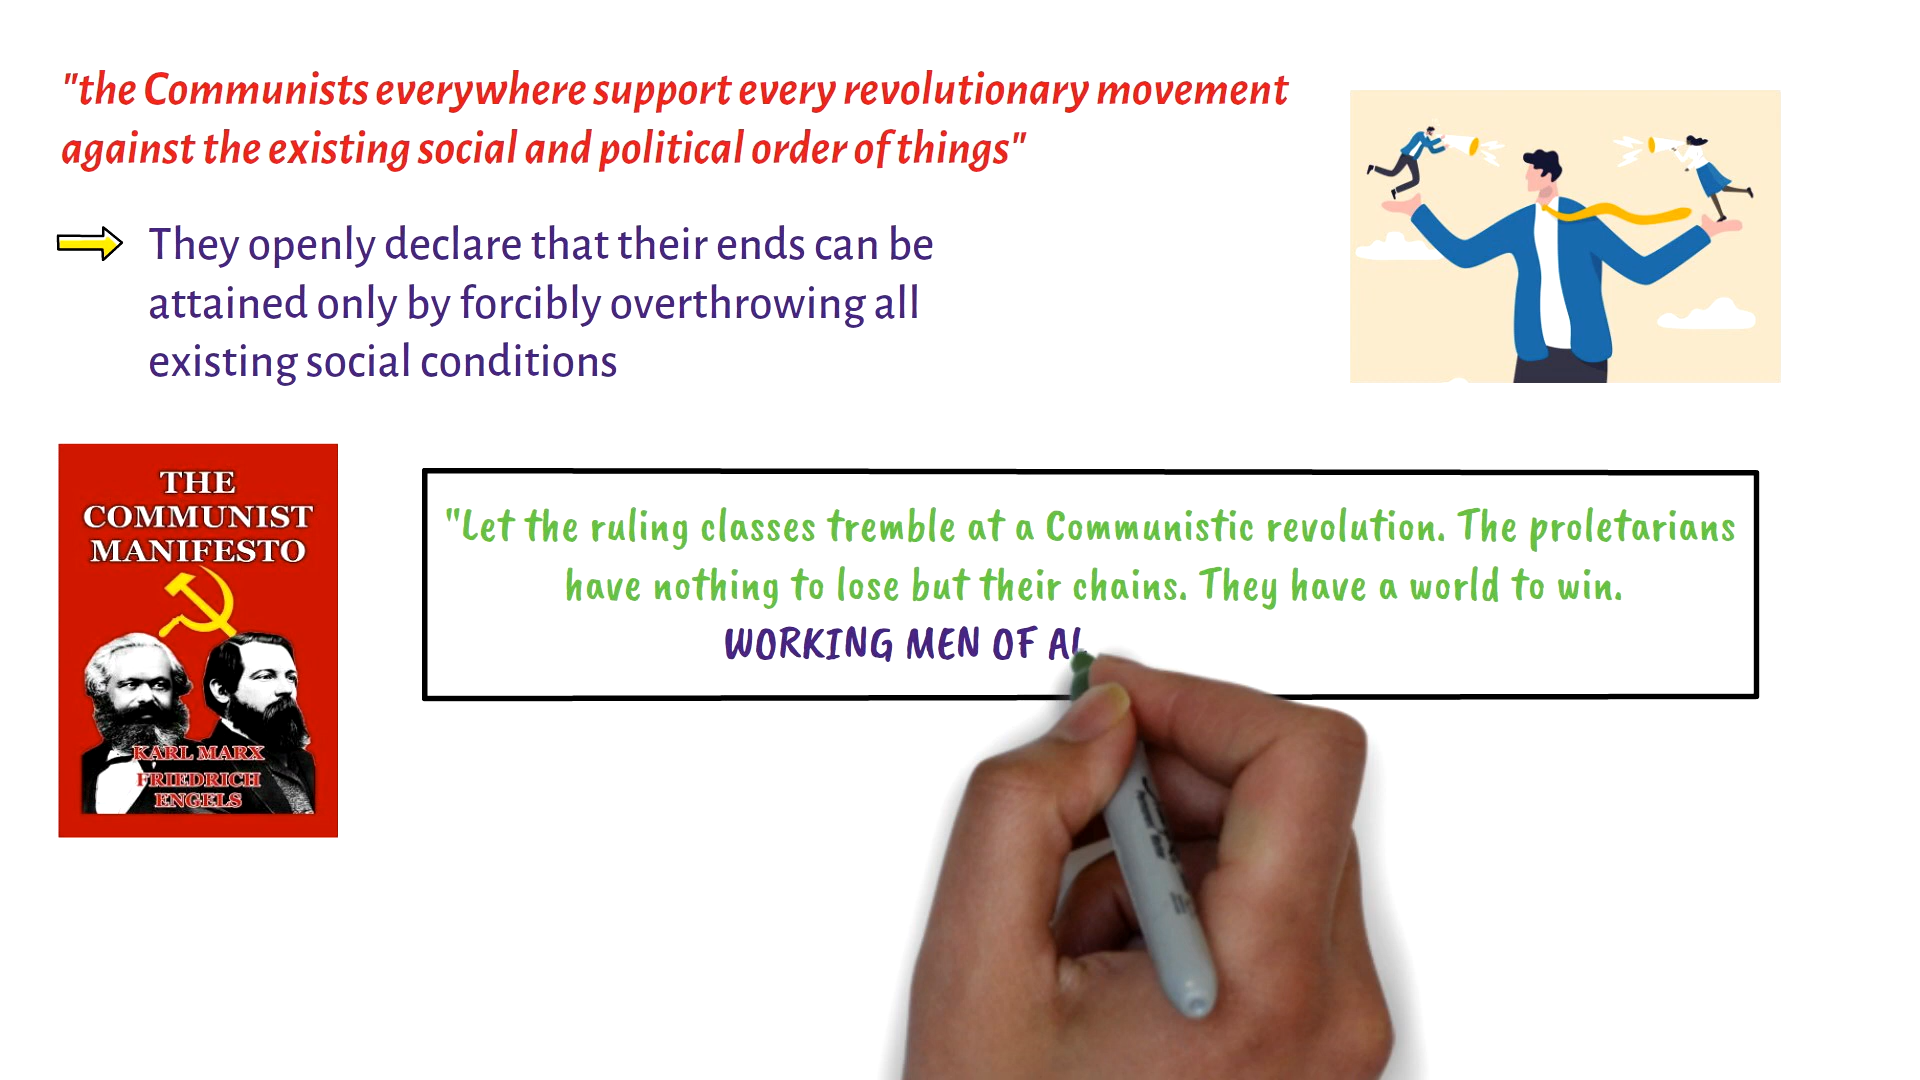 "the Communists everywhere support every revolutionary movement
against the existing social and political order of things"
They openly declare that their ends can be
attained only by forcibly overthrowing all
existing social conditions
THE
COMMUNIST
MANIFESTO
KARL MARX
FRIEDRICH
ENGELS
"Let the ruling classes tremble at a Communistic revolution. The proletarians
have nothing to lose but their chains. They have a world to win.
WORKING MEN OF AL